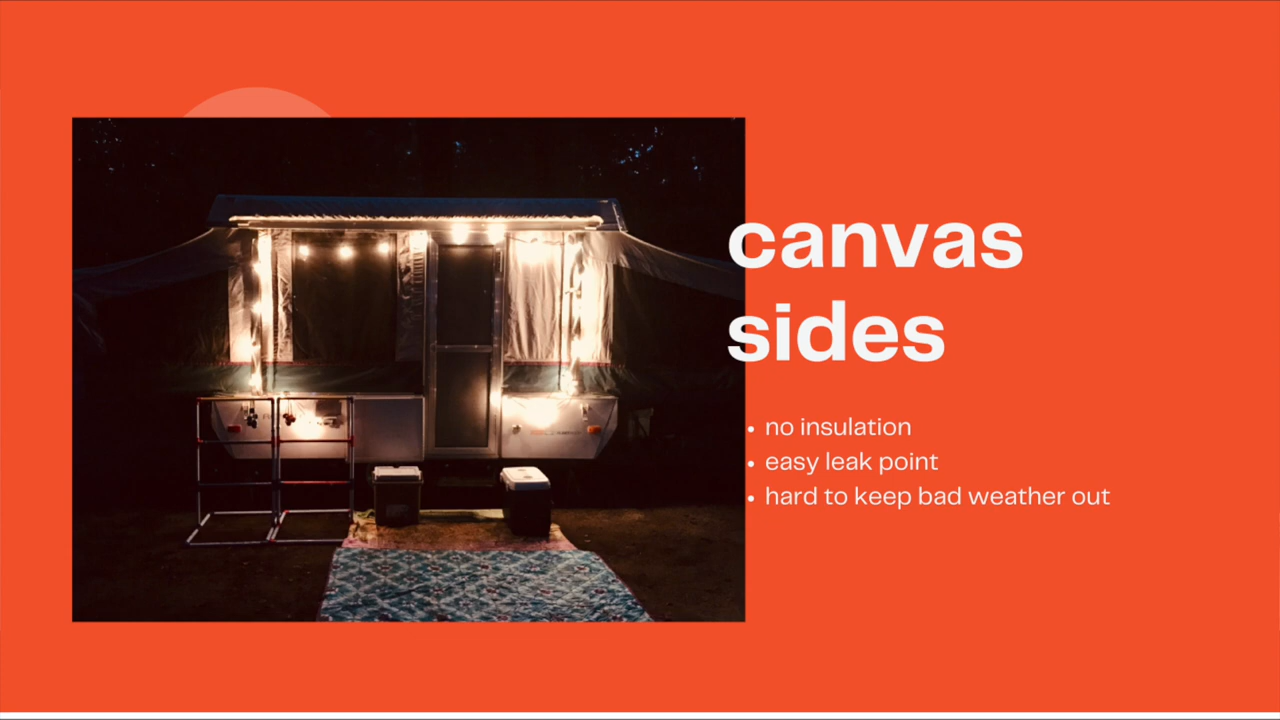 canvas
sides
• no insulation
• easy leak point
• hard to keep bad weather out